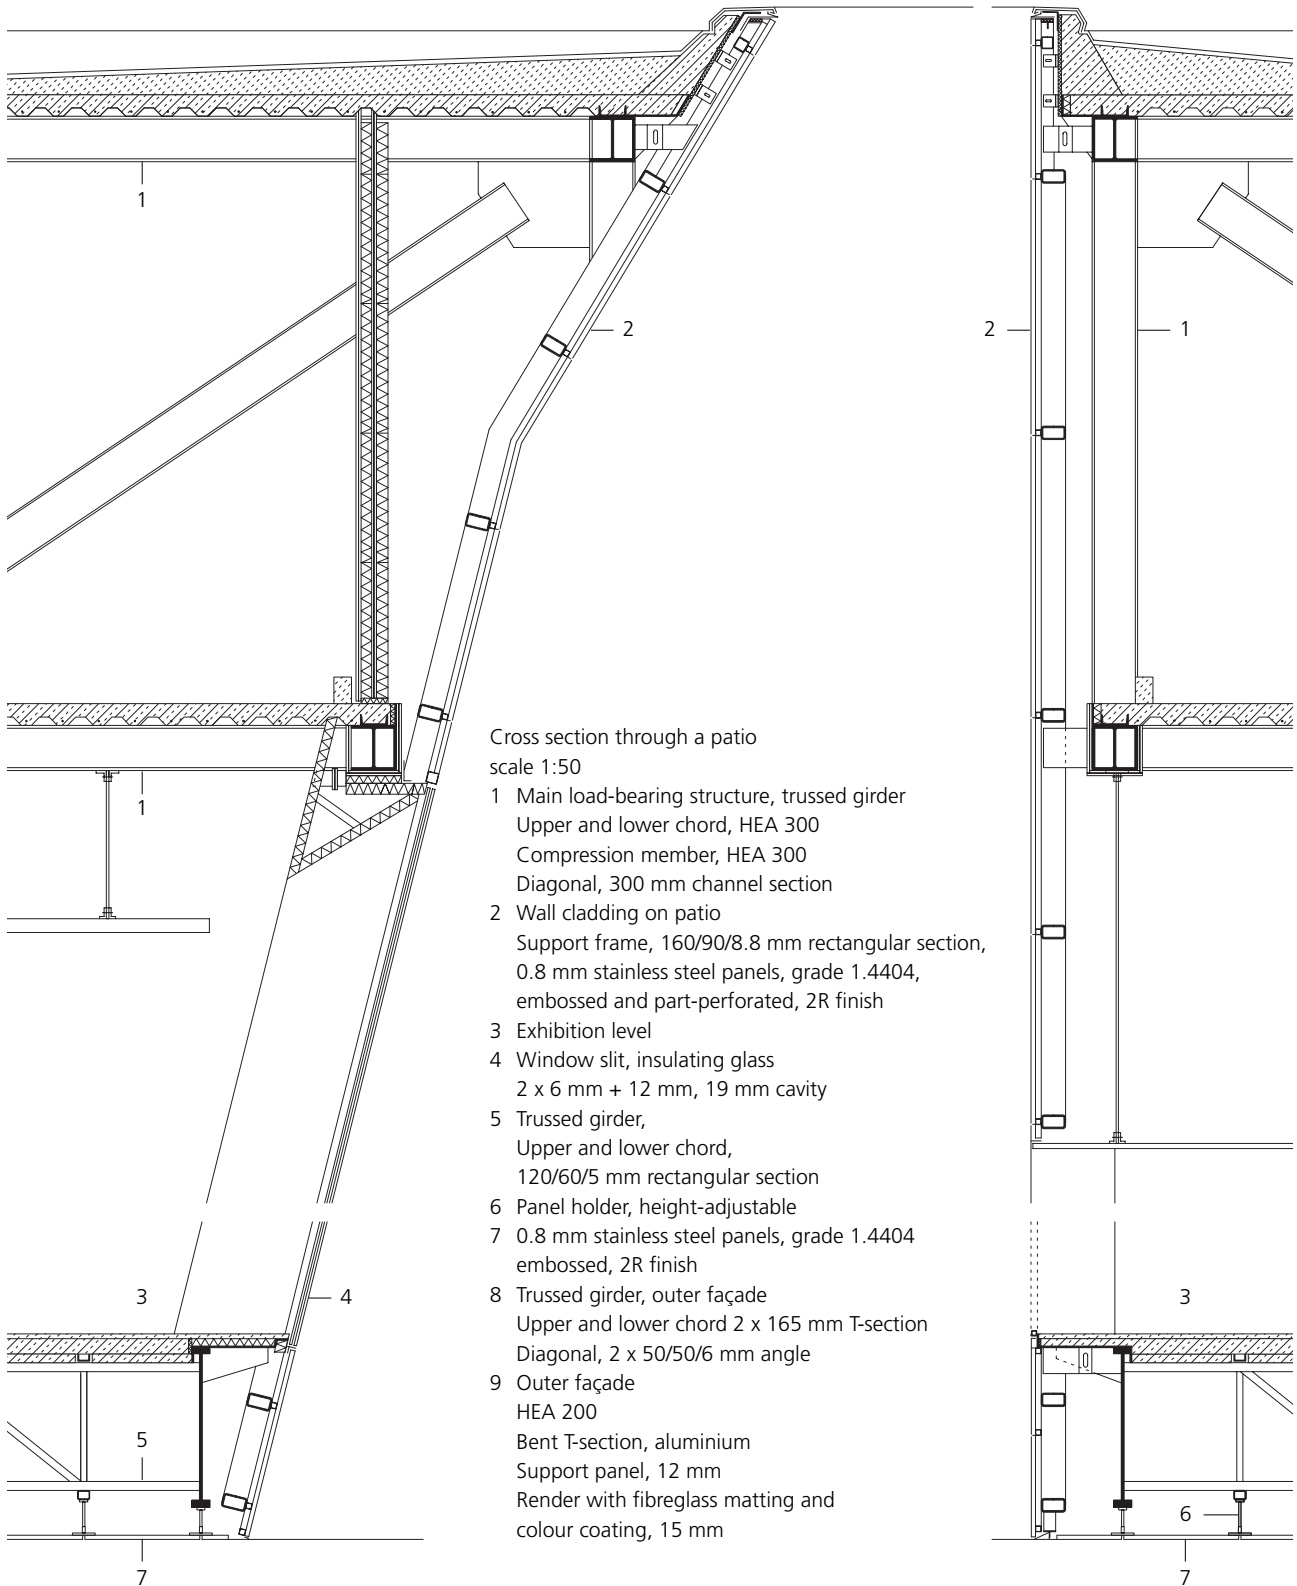 1
2
2
1
1
Cross section through a patio
scale 1:50
1 Main load-bearing structure, trussed girder
Upper and lower chord, HEA 300
Compression member, HEA 300
Diagonal, 300 mm channel section
2 Wall cladding on patio
Support frame, 160/90/8.8 mm rectangular section,
0.8 mm stainless steel panels, grade 1.4404,
embossed and part-perforated, 2R finish
3 Exhibition level
4 Window slit, insulating glass
2 x 6 mm + 12 mm, 19 mm cavity
5 Trussed girder,
Upper and lower chord,
120/60/5 mm rectangular section
6 Panel holder, height-adjustable
7 0.8 mm stainless steel panels, grade 1.4404
embossed, 2R finish
8 Trussed girder, outer façade
Upper and lower chord 2 x 165 mm T-section
Diagonal, 2 x 50/50/6 mm angle
9 Outer façade
HEA 200
Bent T-section, aluminium
Support panel, 12 mm
Render with fibreglass matting and
colour coating, 15 mm
3
4
3
5
6
7
7